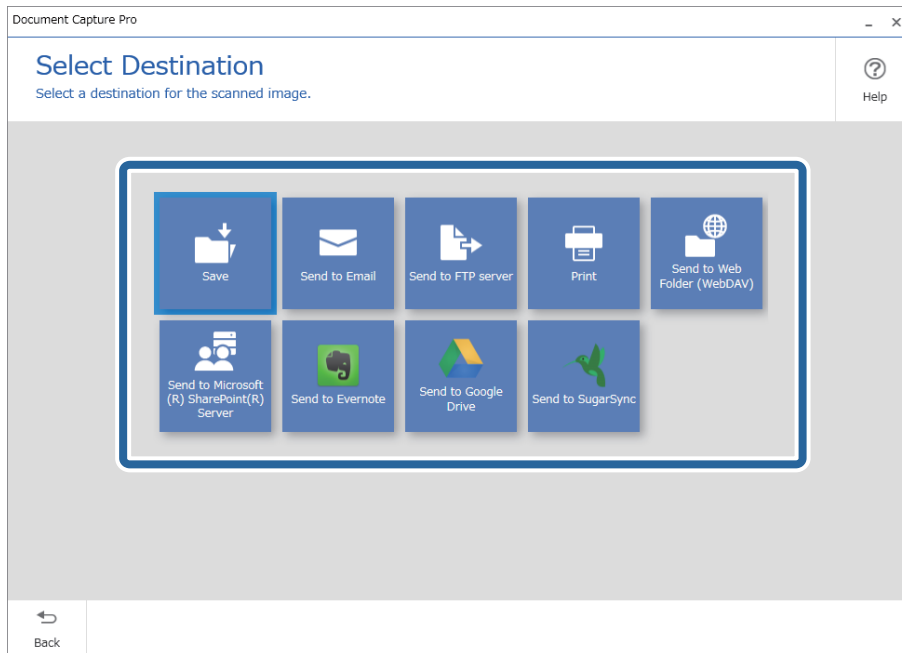 Document Capture Pro
Select Destination
Select a destination for the scanned image.
Help
Save
Send to Email
Send to FTP server
Print
Send to Web
Folder (WebDAV)
Send to Microsoft
(R) SharePoint(R)
Server
Send to Evernote
Send to Google
Drive
Send to SugarSync
Back